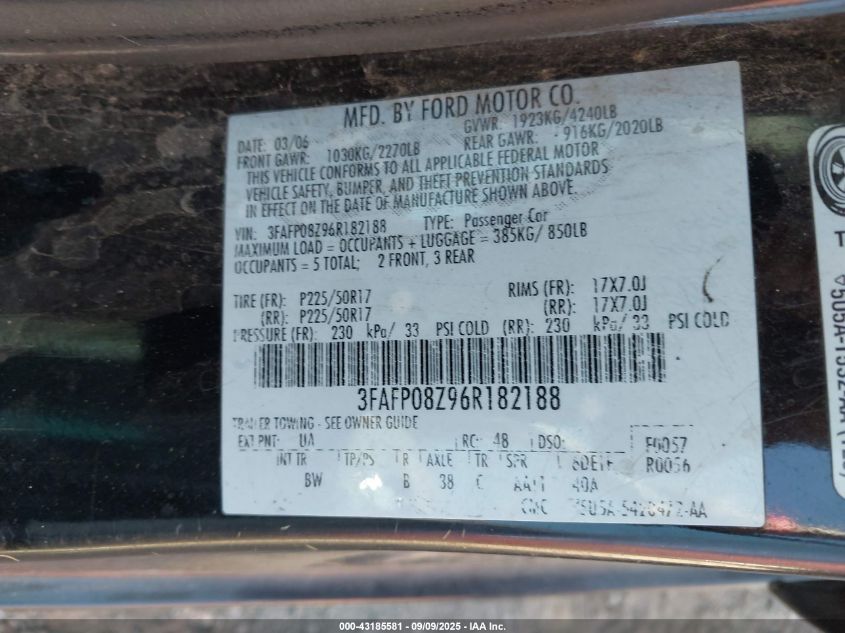 MFD. BY FORD MOTOR CO.
DATE: 03/06 GVWR: 1923KG/4240LB
FRONT GAWR: 1030KG/2270LB REAR GAWR: 916KG/2020LB
THIS VEHICLE CONFORMS TO ALL APPLICABLE FEDERAL MOTOR
VEHICLE SAFETY, BUMPER, AND THEFT PREVENTION STANDARDS
IN EFFECT ON THE DATE OF MANUFACTURE SHOWN ABOVE.
VIN: 3FAFP08Z96R182188 TYPE: Passenger Car
MAXIMUM LOAD = OCCUPANTS + LUGGAGE = 385KG/ 850LB
OCCUPANTS = 5 TOTAL; 2 FRONT, 3 REAR
TIRE (FR): P225/50R17 RIMS (FR): 17X7.0J
(RR): P225/50R17 (RR): 17X7.0J
PRESSURE (FR): 230 kPa/ 33 PSI COLD (RR): 230 kPa/ 33 PSI COLD
3FAFP08Z96R182188
TRAILER TOWING - SEE OWNER GUIDE
EXT PNT: UA RC: 48 DSO: F0057
INT TR TP/PS R AXLE TR SPR R0056
BW B 38 C 40A
000-43185581 - 09/09/2025 - IAA Inc.